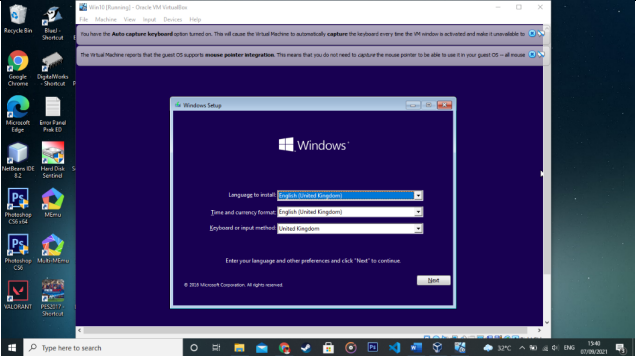 Win10 [Running] - Oracle VM VirtualBox
File Machine View Input Devices Help
You have the Auto capture keyboard option turned on. This will cause the Virtual Machine to automatically capture the keyboard every time the VM window is activated and make it unavailable to
The Virtual Machine reports that the guest OS supports mouse pointer integration. This means that you do not need to capture the mouse pointer to be able to use it in your guest OS -- all mouse
Recycle Bin
BlueJ - Shortcut
Google Chrome
DigitalWorks - Shortcut
Microsoft Edge
Error Panel Prak ED
NetBeans IDE 8.2
Hard Disk Sentinel
Photoshop CS6 x64
MEmu
Photoshop CS6
Multi-MEmu
VALORANT
PES2017 - Shortcut
Windows Setup
Windows
Language to install: English (United Kingdom)
Time and currency format: English (United Kingdom)
Keyboard or input method: United Kingdom
Enter your language and other preferences and click "Next" to continue.
© 2018 Microsoft Corporation. All rights reserved.
Next
Type here to search
32°C
ENG
15:40
07/09/2021